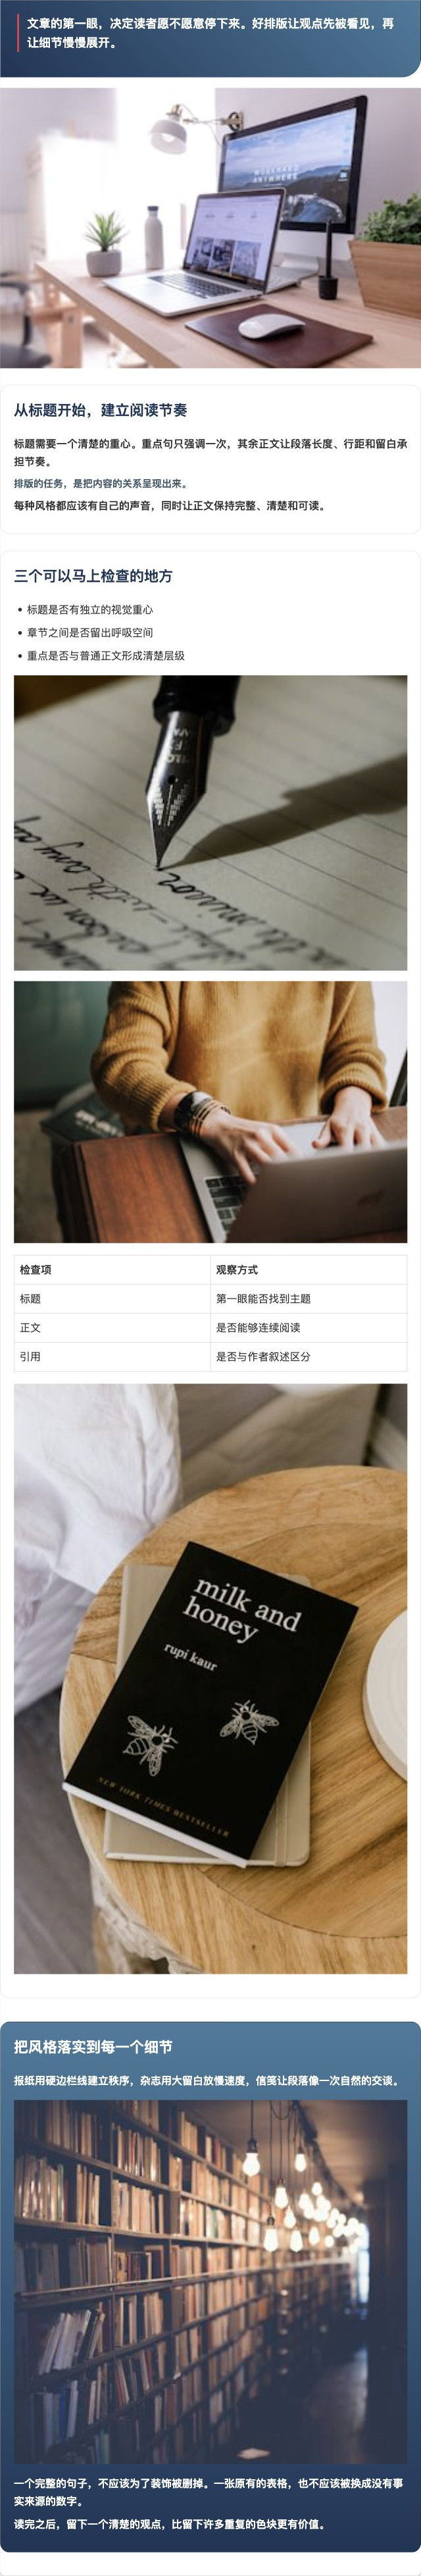 文章的第一眼，决定读者愿不愿意停下来。好排版让观点先被看见，再
让细节慢慢展开。
从标题开始，建立阅读节奏
标题需要一个清楚的重心。重点句只强调一次，其余正文让段落长度、行距和留白承
担节奏。
排版的任务，是把内容的关系呈现出来。
每种风格都应该有自己的声音，同时让正文保持完整、清楚和可读。
三个可以马上检查的地方
• 标题是否有独立的视觉重心
• 章节之间是否留出呼吸空间
• 重点是否与普通正文形成清楚层级
检查项 观察方式
标题 第一眼能否找到主题
正文 是否能够连续阅读
引用 是否与作者叙述区分
milk and
honey
rupi kaur
NEW YORK TIMES BESTSELLER
把风格落实到每一个细节
报纸用硬边栏线建立秩序，杂志用大留白放慢速度，信笺让段落像一次自然的交谈。
一个完整的句子，不应该为了装饰被删掉。一张原有的表格，也不应该被换成没有事
实来源的数字。
读完之后，留下一个清楚的观点，比留下许多重复的色块更有价值。